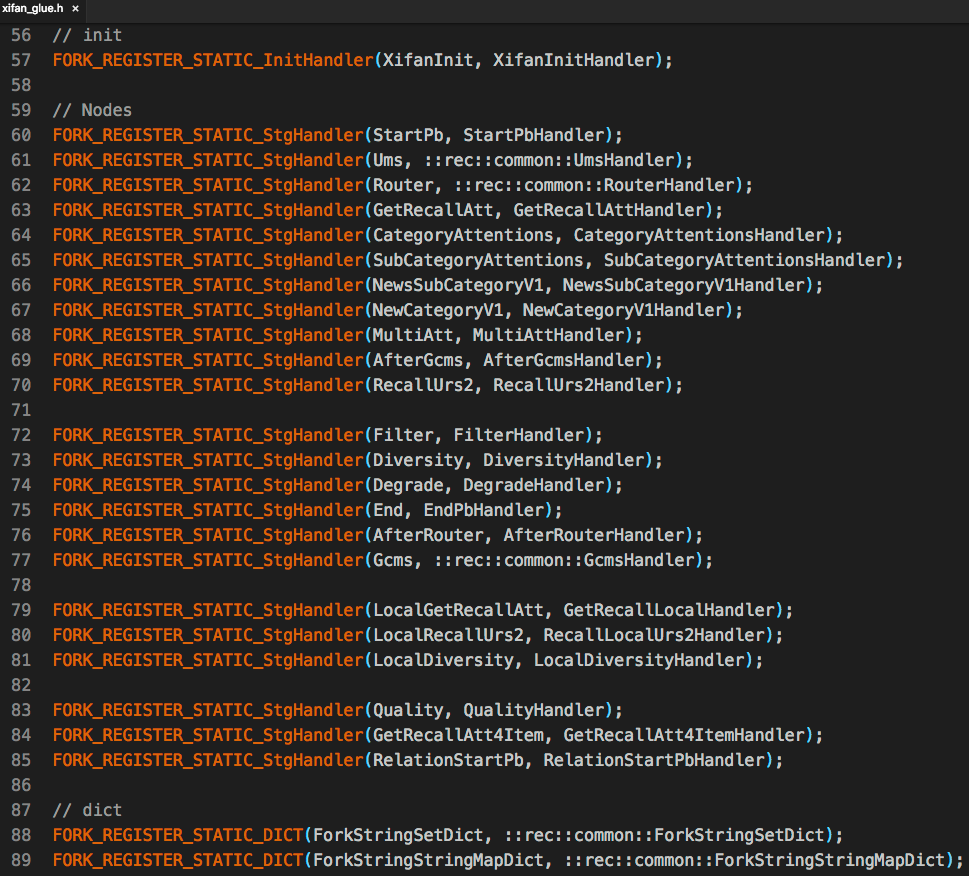 xifan_glue.h ×
56 // init
57 FORK_REGISTER_STATIC_InitHandler(XifanInit, XifanInitHandler);
58
59 // Nodes
60 FORK_REGISTER_STATIC_StgHandler(StartPb, StartPbHandler);
61 FORK_REGISTER_STATIC_StgHandler(Ums, ::rec::common::UmsHandler);
62 FORK_REGISTER_STATIC_StgHandler(Router, ::rec::common::RouterHandler);
63 FORK_REGISTER_STATIC_StgHandler(GetRecallAtt, GetRecallAttHandler);
64 FORK_REGISTER_STATIC_StgHandler(CategoryAttentions, CategoryAttentionsHandler);
65 FORK_REGISTER_STATIC_StgHandler(SubCategoryAttentions, SubCategoryAttentionsHandler);
66 FORK_REGISTER_STATIC_StgHandler(NewsSubCategoryV1, NewsSubCategoryV1Handler);
67 FORK_REGISTER_STATIC_StgHandler(NewCategoryV1, NewCategoryV1Handler);
68 FORK_REGISTER_STATIC_StgHandler(MultiAtt, MultiAttHandler);
69 FORK_REGISTER_STATIC_StgHandler(AfterGcms, AfterGcmsHandler);
70 FORK_REGISTER_STATIC_StgHandler(RecallUrs2, RecallUrs2Handler);
71
72 FORK_REGISTER_STATIC_StgHandler(Filter, FilterHandler);
73 FORK_REGISTER_STATIC_StgHandler(Diversity, DiversityHandler);
74 FORK_REGISTER_STATIC_StgHandler(Degrade, DegradeHandler);
75 FORK_REGISTER_STATIC_StgHandler(End, EndPbHandler);
76 FORK_REGISTER_STATIC_StgHandler(AfterRouter, AfterRouterHandler);
77 FORK_REGISTER_STATIC_StgHandler(Gcms, ::rec::common::GcmsHandler);
78
79 FORK_REGISTER_STATIC_StgHandler(LocalGetRecallAtt, GetRecallLocalHandler);
80 FORK_REGISTER_STATIC_StgHandler(LocalRecallUrs2, RecallLocalUrs2Handler);
81 FORK_REGISTER_STATIC_StgHandler(LocalDiversity, LocalDiversityHandler);
82
83 FORK_REGISTER_STATIC_StgHandler(Quality, QualityHandler);
84 FORK_REGISTER_STATIC_StgHandler(GetRecallAtt4Item, GetRecallAtt4ItemHandler);
85 FORK_REGISTER_STATIC_StgHandler(RelationStartPb, RelationStartPbHandler);
86
87 // dict
88 FORK_REGISTER_STATIC_DICT(ForkStringSetDict, ::rec::common::ForkStringSetDict);
89 FORK_REGISTER_STATIC_DICT(ForkStringStringMapDict, ::rec::common::ForkStringStringMapDict);